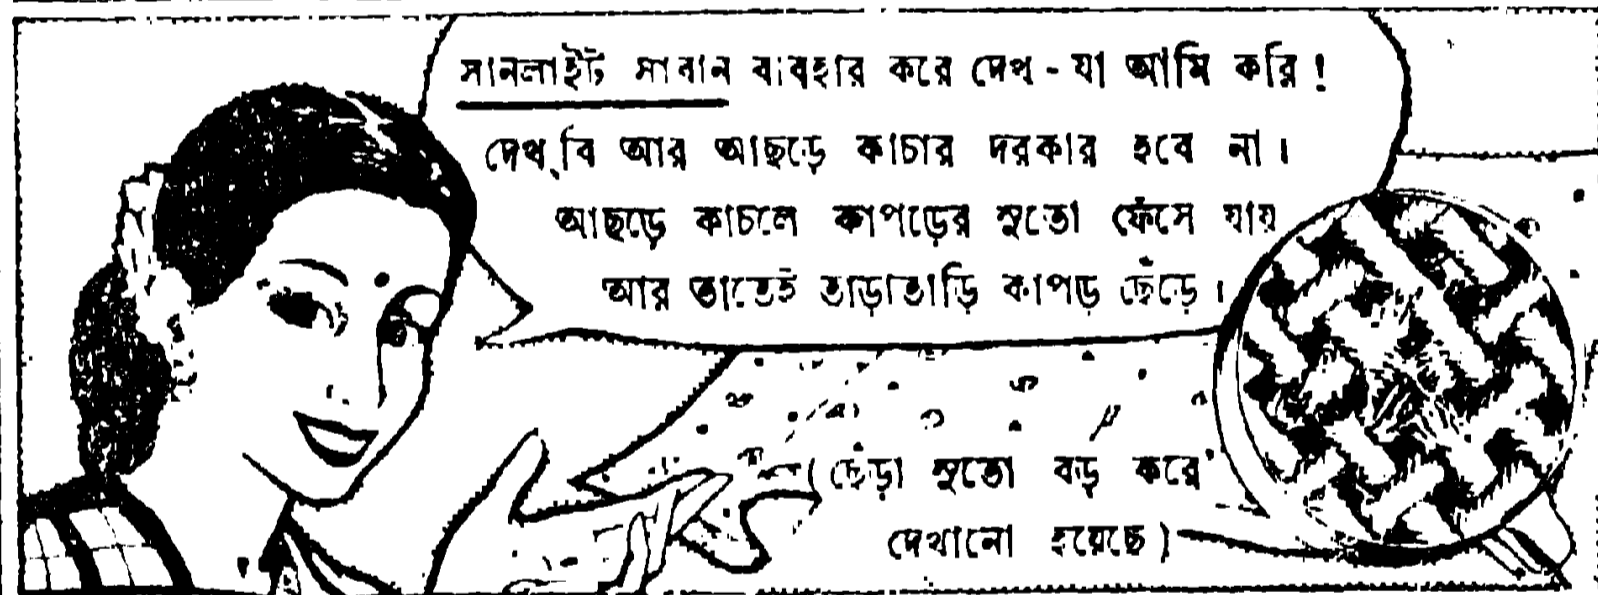 সানলাইট সাবান ব্যবহার করে দেখ - যা আমি করি !
দেখ্‌বি আর আছড়ে কাচার দরকার হবে না ।
আছড়ে কাচলে কাপড়ের সুতো ফেঁসে যায়
আর তাতেই তাড়াতাড়ি কাপড় ছেঁড়ে ।
(ছেঁড়া সুতো বড় করে
দেখানো হয়েছে)